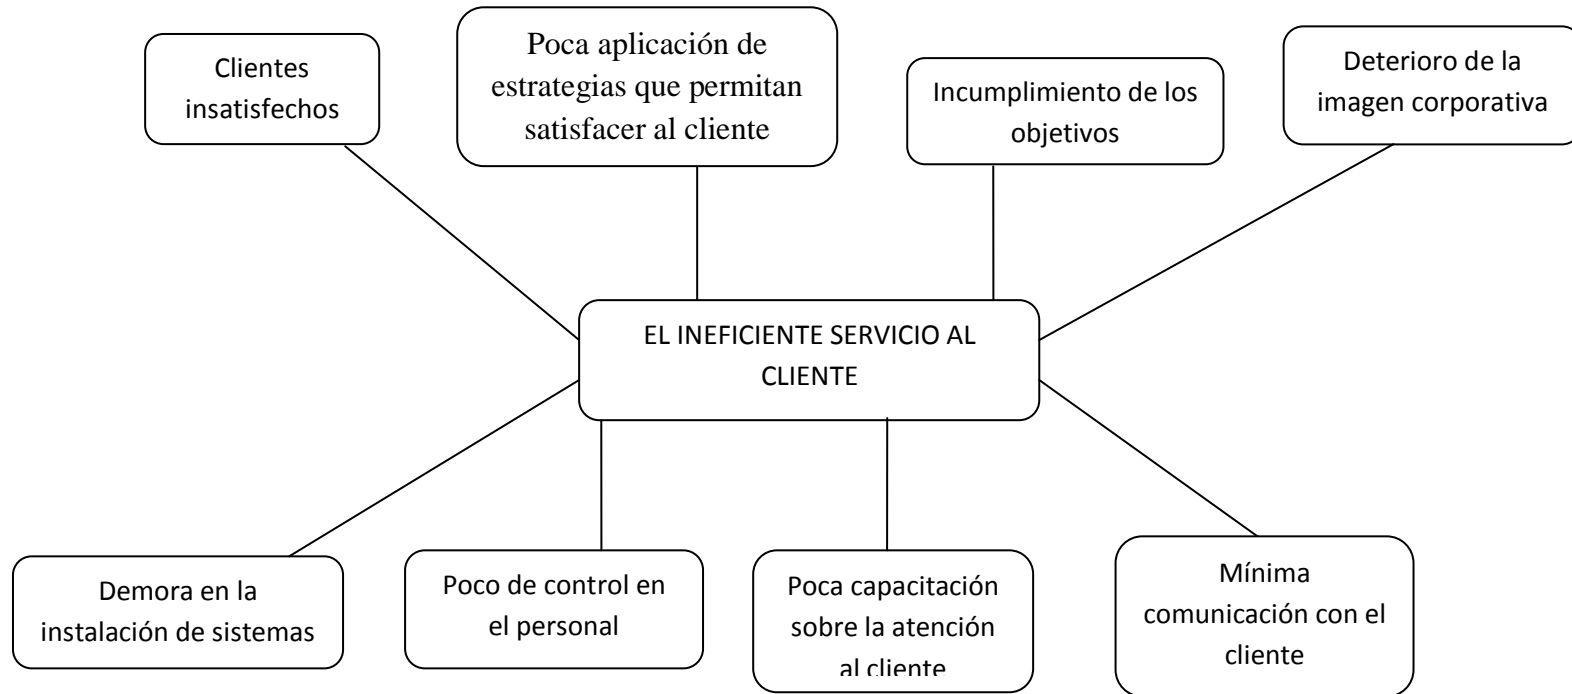 Clientes
insatisfechos
Poca aplicación de
estrategias que permitan
satisfacer al cliente
Incumplimiento de los
objetivos
Deterioro de la
imagen corporativa
EL INEFICIENTE SERVICIO AL
CLIENTE
Demora en la
instalación de sistemas
Poco de control en
el personal
Poca capacitación
sobre la atención
al cliente
Mínima
comunicación con el
cliente